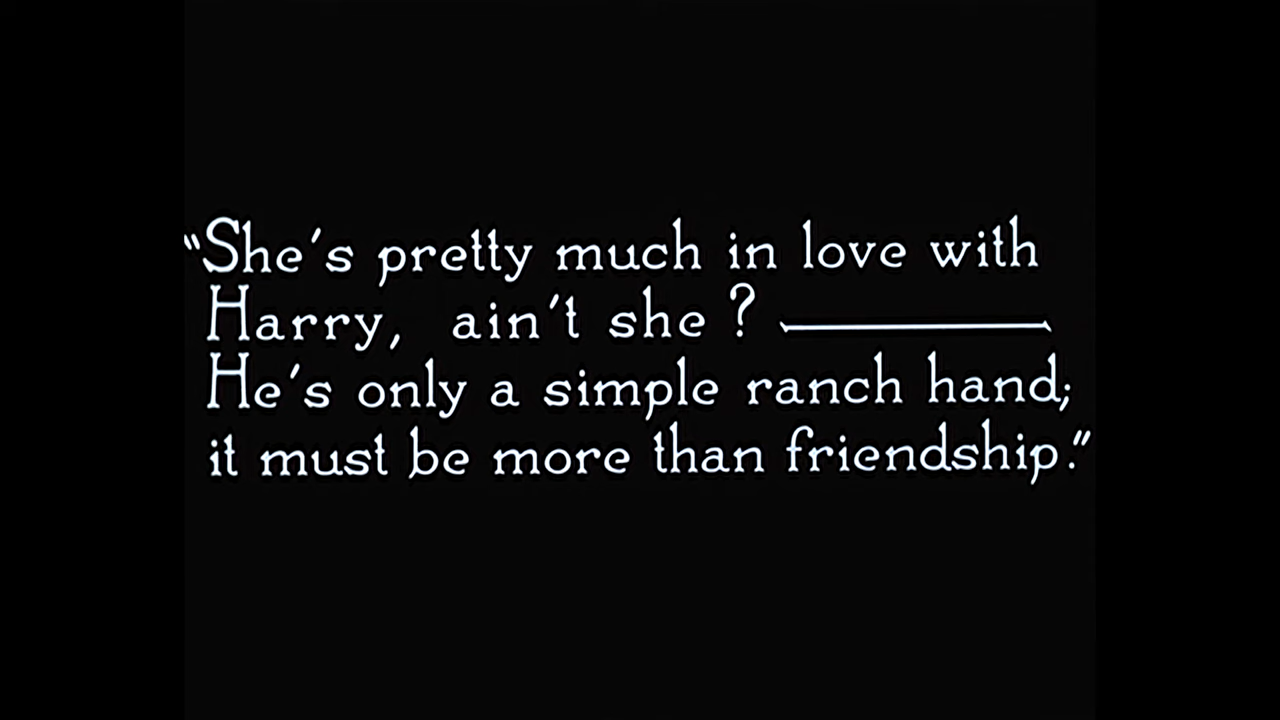 “She's pretty much in love with
Harry, ain't she? ———
He's only a simple ranch hand;
it must be more than friendship.”